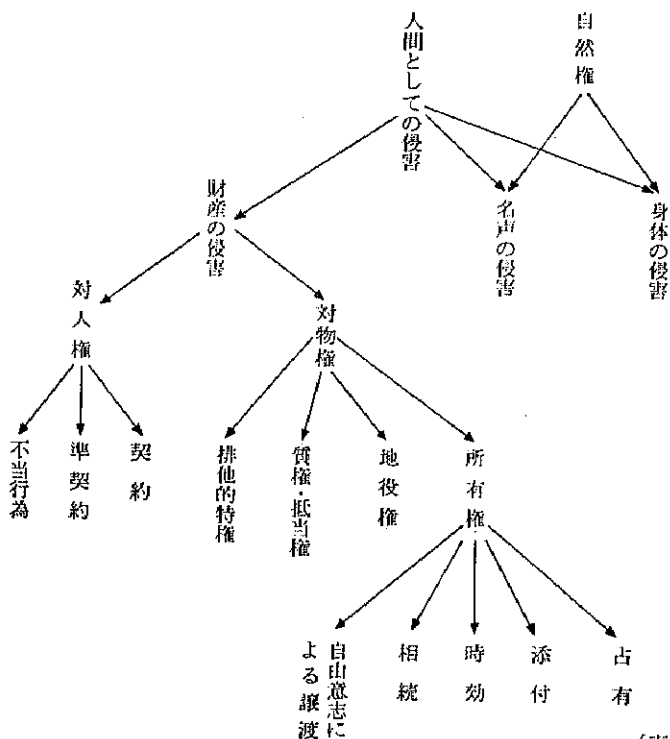 自然権
人間としての侵害
身体の侵害
名声の侵害
財産の侵害
対物権
対人権
所有権
地役権
質権・抵当権
排他的特権
契約
準契約
不当行為
占有
添付
時効
相続
自由意志に
よる譲渡